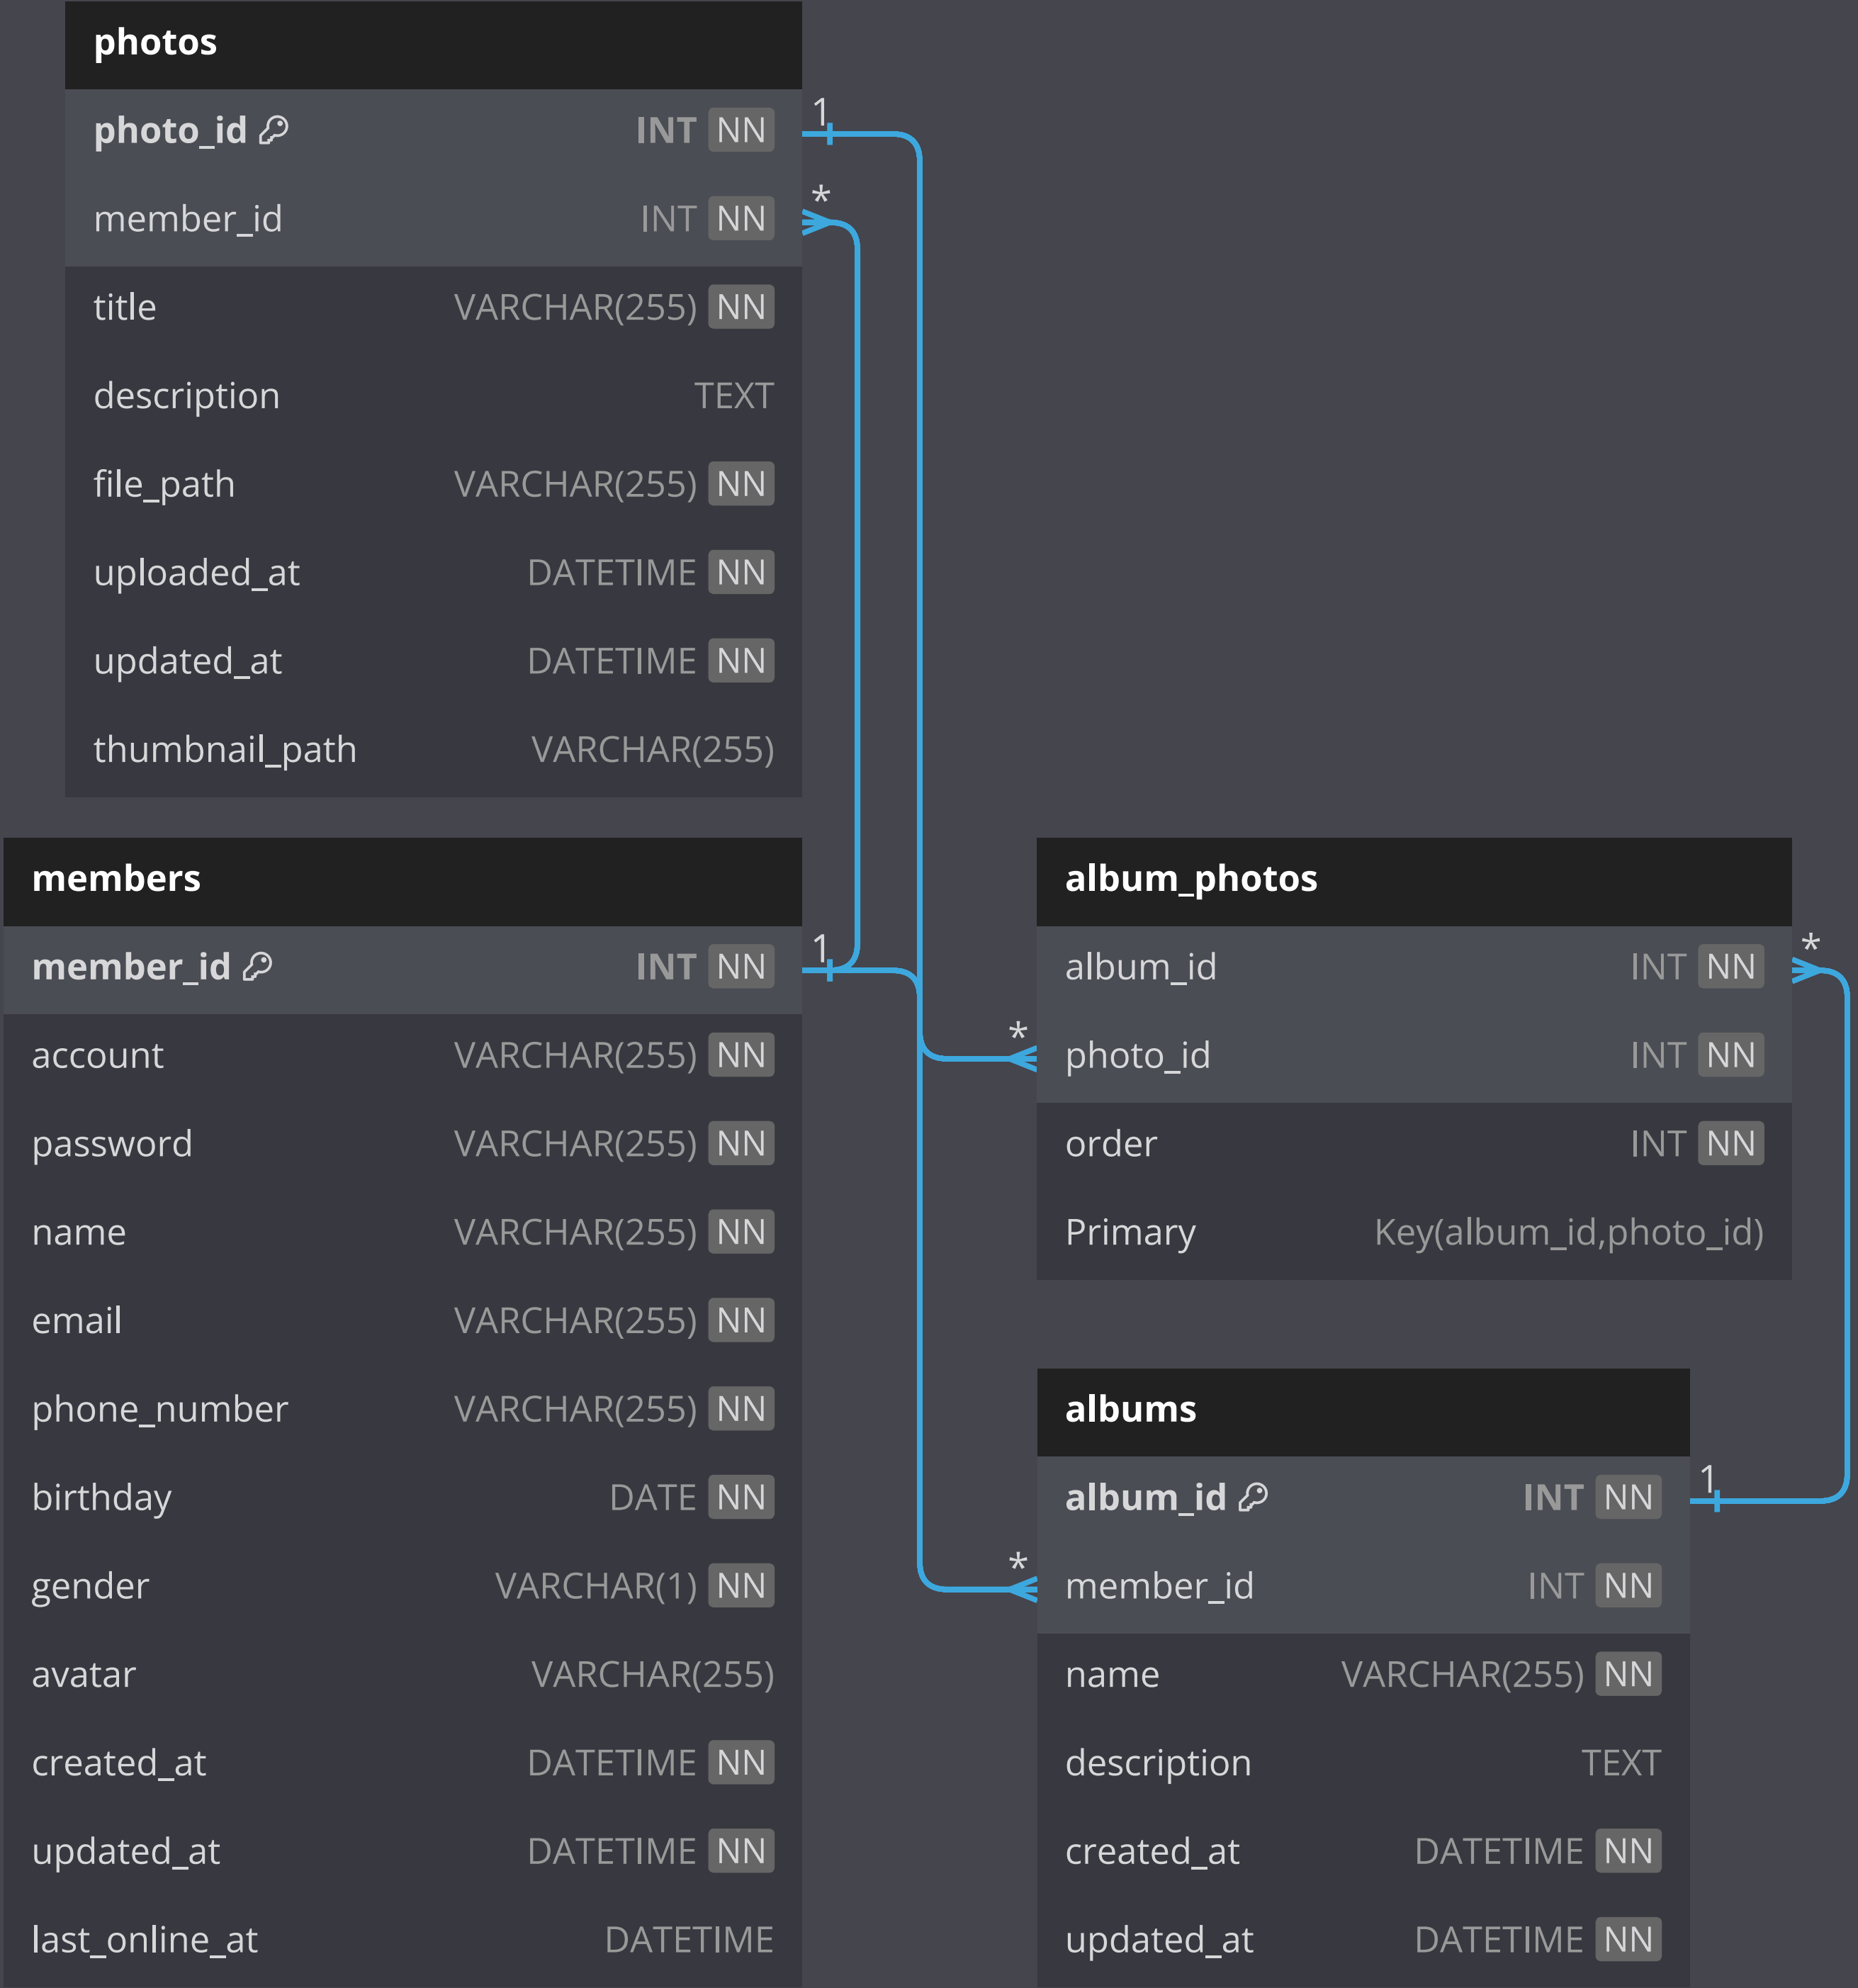 photos
photo_id INT NN
member_id INT NN
title VARCHAR(255) NN
description TEXT
file_path VARCHAR(255) NN
uploaded_at DATETIME NN
updated_at DATETIME NN
thumbnail_path VARCHAR(255)
1
*
members
member_id INT NN
account VARCHAR(255) NN
password VARCHAR(255) NN
name VARCHAR(255) NN
email VARCHAR(255) NN
phone_number VARCHAR(255) NN
birthday DATE NN
gender VARCHAR(1) NN
avatar VARCHAR(255)
created_at DATETIME NN
updated_at DATETIME NN
last_online_at DATETIME
1
*
*
album_photos
album_id INT NN
photo_id INT NN
order INT NN
Primary Key(album_id,photo_id)
*
albums
album_id INT NN
member_id INT NN
name VARCHAR(255) NN
description TEXT
created_at DATETIME NN
updated_at DATETIME NN
1